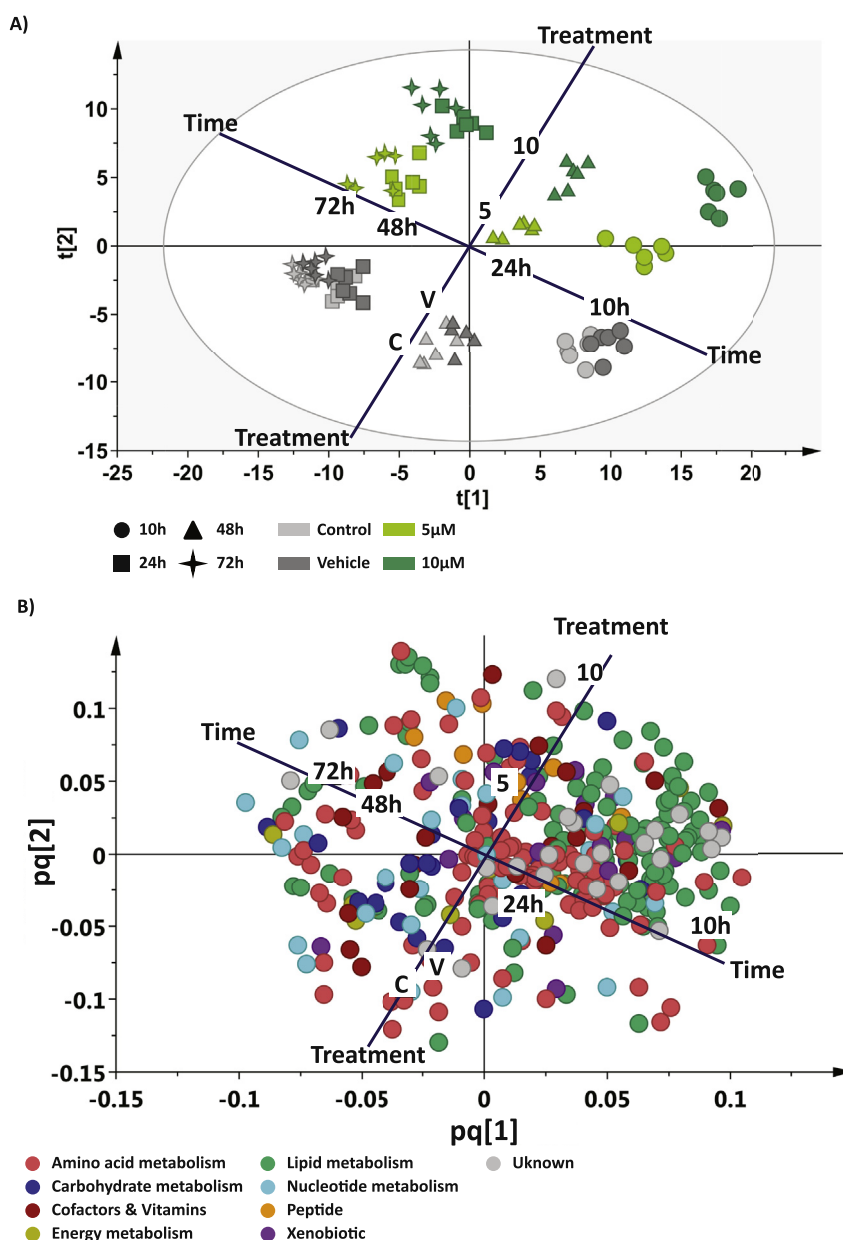 A)
Treatment
10
Time
10
5
5
72h
48h
t[2]
0
24h
V
10h
-5
C
Time
-10
Treatment
-15
-25 -20 -15 -10 -5 0 5 10 15 20
t[1]
10h 48h Control 5μM
24h 72h Vehicle 10μM
B)
Treatment
10
0.1
Time
72h
0.05
5
48h
pq[2]
0
24h
10h
-0.05
V
Time
C
-0.1
Treatment
-0.15
-0.15 -0.1 -0.05 0 0.05 0.1
pq[1]
Amino acid metabolism Lipid metabolism Uknown
Carbohydrate metabolism Nucleotide metabolism
Cofactors & Vitamins Peptide
Energy metabolism Xenobiotic